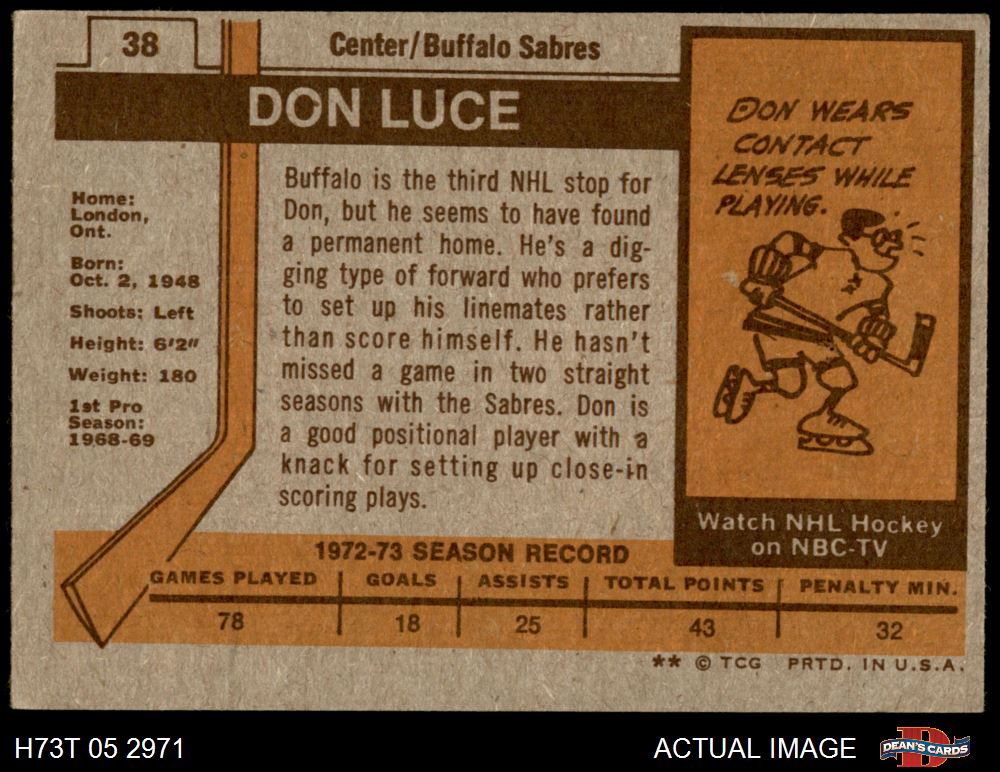 38
Center/Buffalo Sabres
DON LUCE
Home:
London,
Ont.
Born:
Oct. 2, 1948
Shoots: Left
Height: 6'2"
Weight: 180
1st Pro
Season:
1968-69
Buffalo is the third NHL stop for
Don, but he seems to have found
a permanent home. He's a dig-
ging type of forward who prefers
to set up his linemates rather
than score himself. He hasn't
missed a game in two straight
seasons with the Sabres. Don is
a good positional player with a
knack for setting up close-in
scoring plays.
DON WEARS
CONTACT
LENSES WHILE
PLAYING.
Watch NHL Hockey
on NBC-TV
1972-73 SEASON RECORD
GAMES PLAYED GOALS ASSISTS TOTAL POINTS PENALTY MIN.
78 18 25 43 32
** © TCG PRTD. IN U.S.A.
H73T 05 2971
ACTUAL IMAGE
DEAN'S CARDS